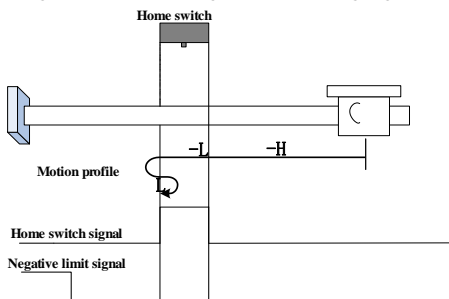 Home switch
−L
−H
Motion profile
L
Home switch signal
Negative limit signal